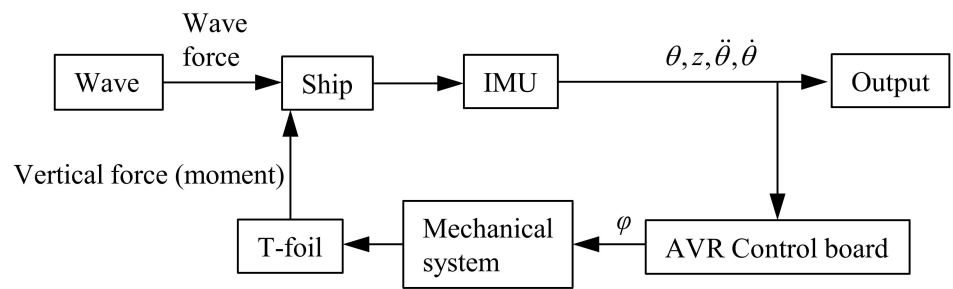 Wave
force
Wave
Ship
IMU
θ, z, θ̈, θ̇
Output
Vertical force (moment)
T-foil
Mechanical
system
φ
AVR Control board